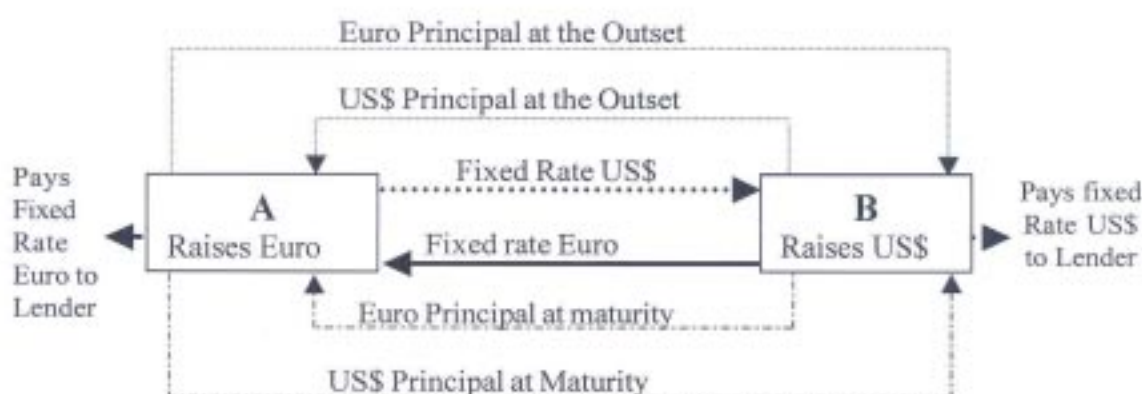 Euro Principal at the Outset
US$ Principal at the Outset
Pays
Fixed
Rate
Euro to
Lender
A
Raises Euro
Fixed Rate US$
Fixed rate Euro
B
Raises US$
Pays fixed
Rate US$
to Lender
Euro Principal at maturity
US$ Principal at Maturity